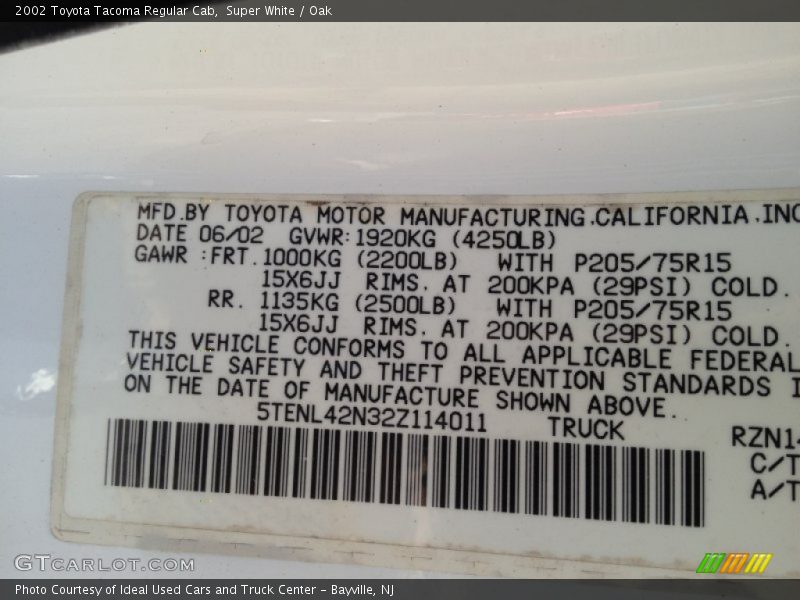 2002 Toyota Tacoma Regular Cab,  Super White / Oak
MFD.BY TOYOTA MOTOR MANUFACTURING.CALIFORNIA.INC
DATE 06/02 GVWR:1920KG (4250LB)
GAWR :FRT.1000KG (2200LB) WITH P205/75R15
15X6JJ RIMS. AT 200KPA (29PSI) COLD.
RR. 1135KG (2500LB) WITH P205/75R15
15X6JJ RIMS. AT 200KPA (29PSI) COLD.
THIS VEHICLE CONFORMS TO ALL APPLICABLE FEDERAL
VEHICLE SAFETY AND THEFT PREVENTION STANDARDS I
ON THE DATE OF MANUFACTURE SHOWN ABOVE.
5TENL42N32Z114011 TRUCK RZN14
C/T
A/T
GTCARLOT.COM
Photo Courtesy of Ideal Used Cars and Truck Center – Bayville, NJ